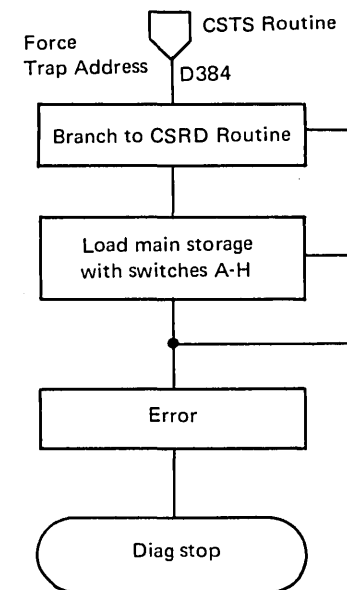 CSTS Routine
Force
Trap Address
D384
Branch to CSRD Routine
Load main storage
with switches A-H
Error
Diag stop